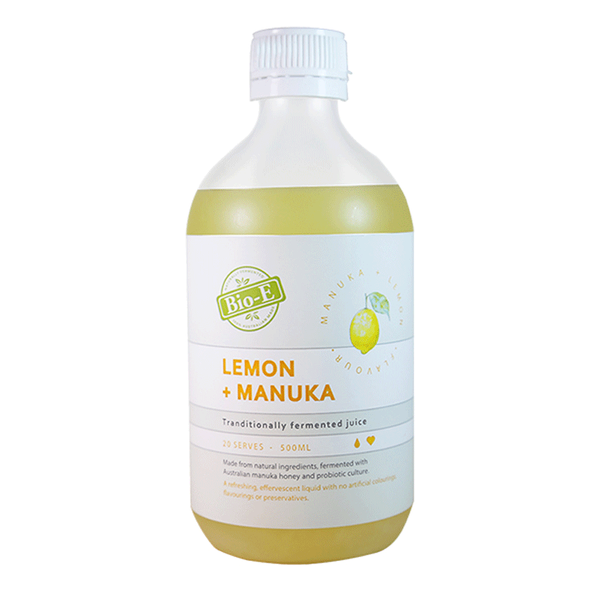 Bio-E
MANUKA + LEMON
FLAVOUR
LEMON
+ MANUKA
Tranditionally fermented juice
20 SERVES - 500ML
Made from natural ingredients, fermented with
Australian manuka honey and probiotic culture.
A refreshing, effervescent liquid with no artificial colourings,
flavourings or preservatives.